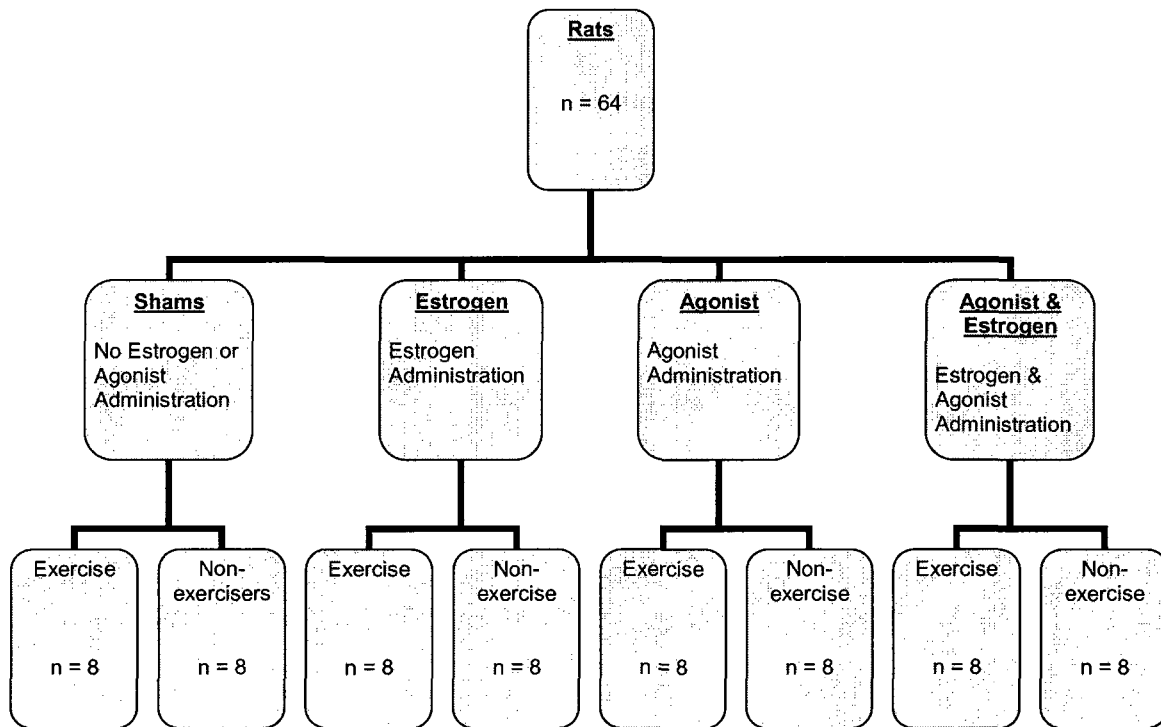 Rats
n = 64
Shams
No Estrogen or
Agonist
Administration
Estrogen
Estrogen
Administration
Agonist
Agonist
Administration
Agonist &
Estrogen
Estrogen &
Agonist
Administration
Exercise
n = 8
Non-
exercisers
n = 8
Exercise
n = 8
Non-
exercise
n = 8
Exercise
n = 8
Non-
exercise
n = 8
Exercise
n = 8
Non-
exercise
n = 8